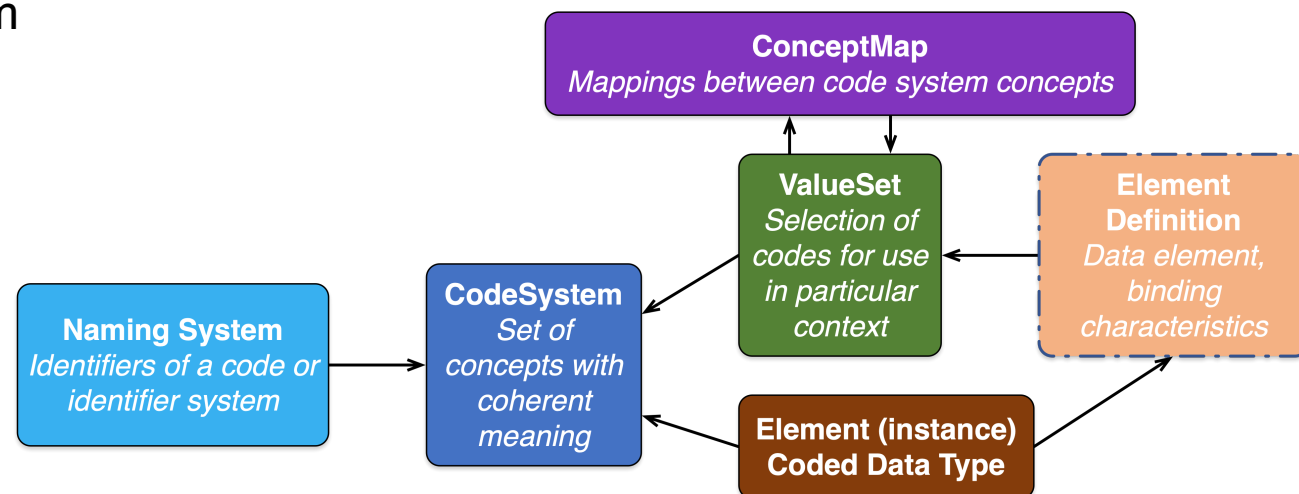 ConceptMap
Mappings between code system concepts
ValueSet
Selection of
codes for use
in particular
context
Element
Definition
Data element,
binding
characteristics
CodeSystem
Set of
concepts with
coherent
meaning
Naming System
Identifiers of a code or
identifier system
Element (instance)
Coded Data Type